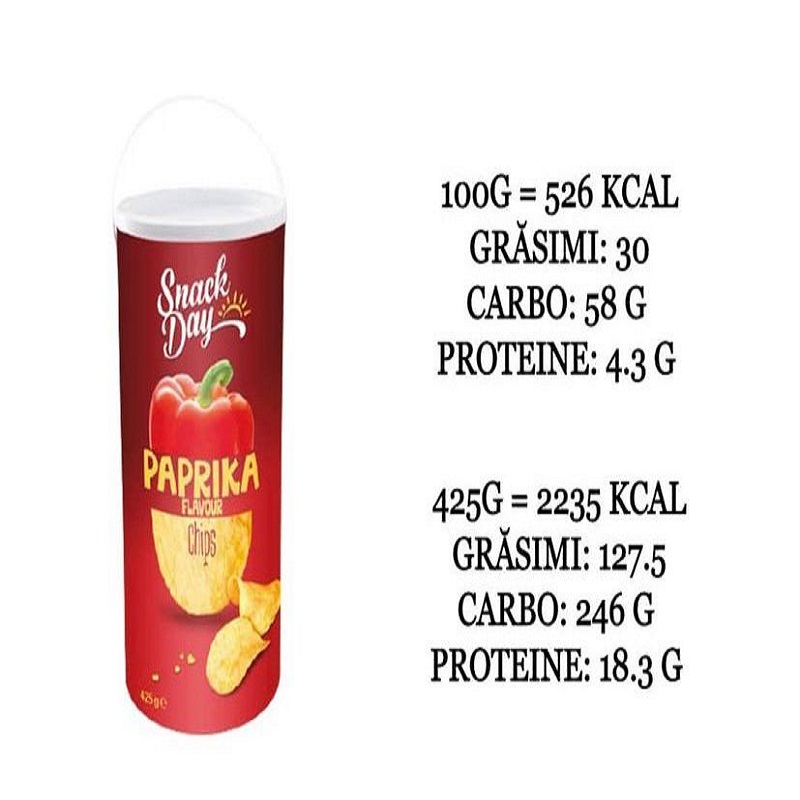 Snack
Day
PAPRIKA
FLAVOUR
Chips
425g℮
100G = 526 KCAL
GRĂSIMI: 30
CARBO: 58 G
PROTEINE: 4.3 G
425G = 2235 KCAL
GRĂSIMI: 127.5
CARBO: 246 G
PROTEINE: 18.3 G